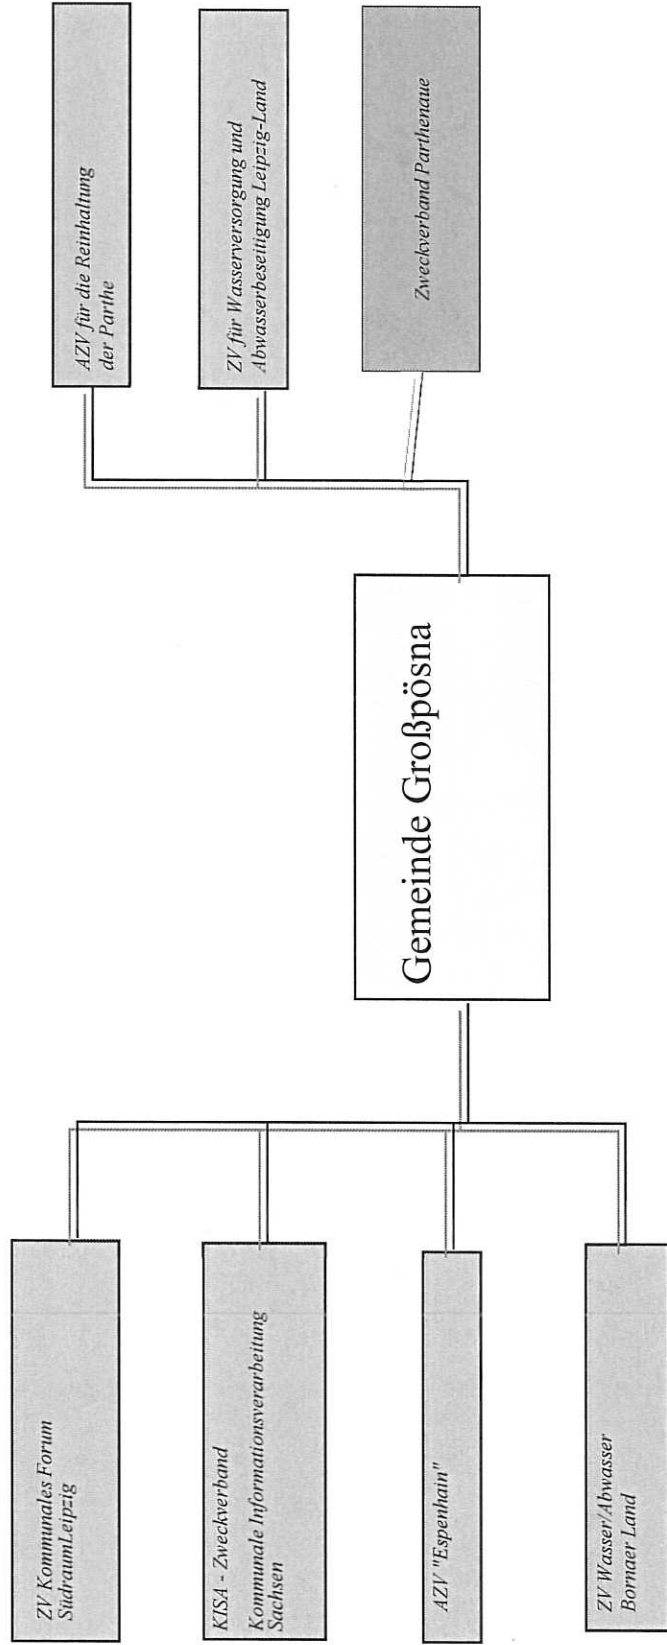 ZV Kommunales Forum
SüdraumLeipzig
KISA - Zweckverband
Kommunale Informationsverarbeitung
Sachsen
AZV "Espenhain"
ZV Wasser/Abwasser
Bornaer Land
Gemeinde Großpösna
AZV für die Reinhaltung
der Parthe
ZV für Wasserversorgung und
Abwasserbeseitigung Leipzig-Land
Zweckverband Parthenaue